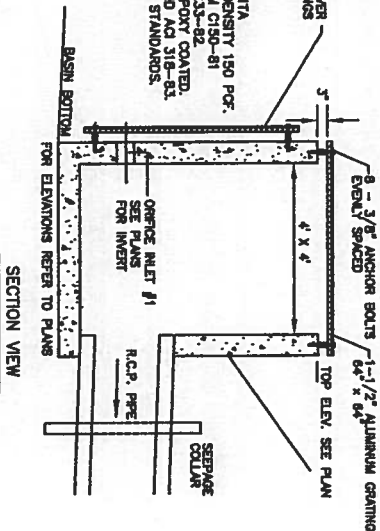 8 - 3/8" ANCHOR BOLTS
EVENLY SPACED
1-1/2" ALUMINUM GRATING
64" X 64"
3"
4' X 4'
TOP ELEV. SEE PLAN
ORIFICE INLET #1
SEE PLANS
FOR INVERT
R.C.P. PIPE
SEEPAGE
COLLAR
BASIN BOTTOM
FOR ELEVATIONS REFER TO PLANS
SECTION VIEW
DENSITY 150 PCF.
C150-81
33-82
EPOXY COATED.
ACI 318-83.
STANDARDS.